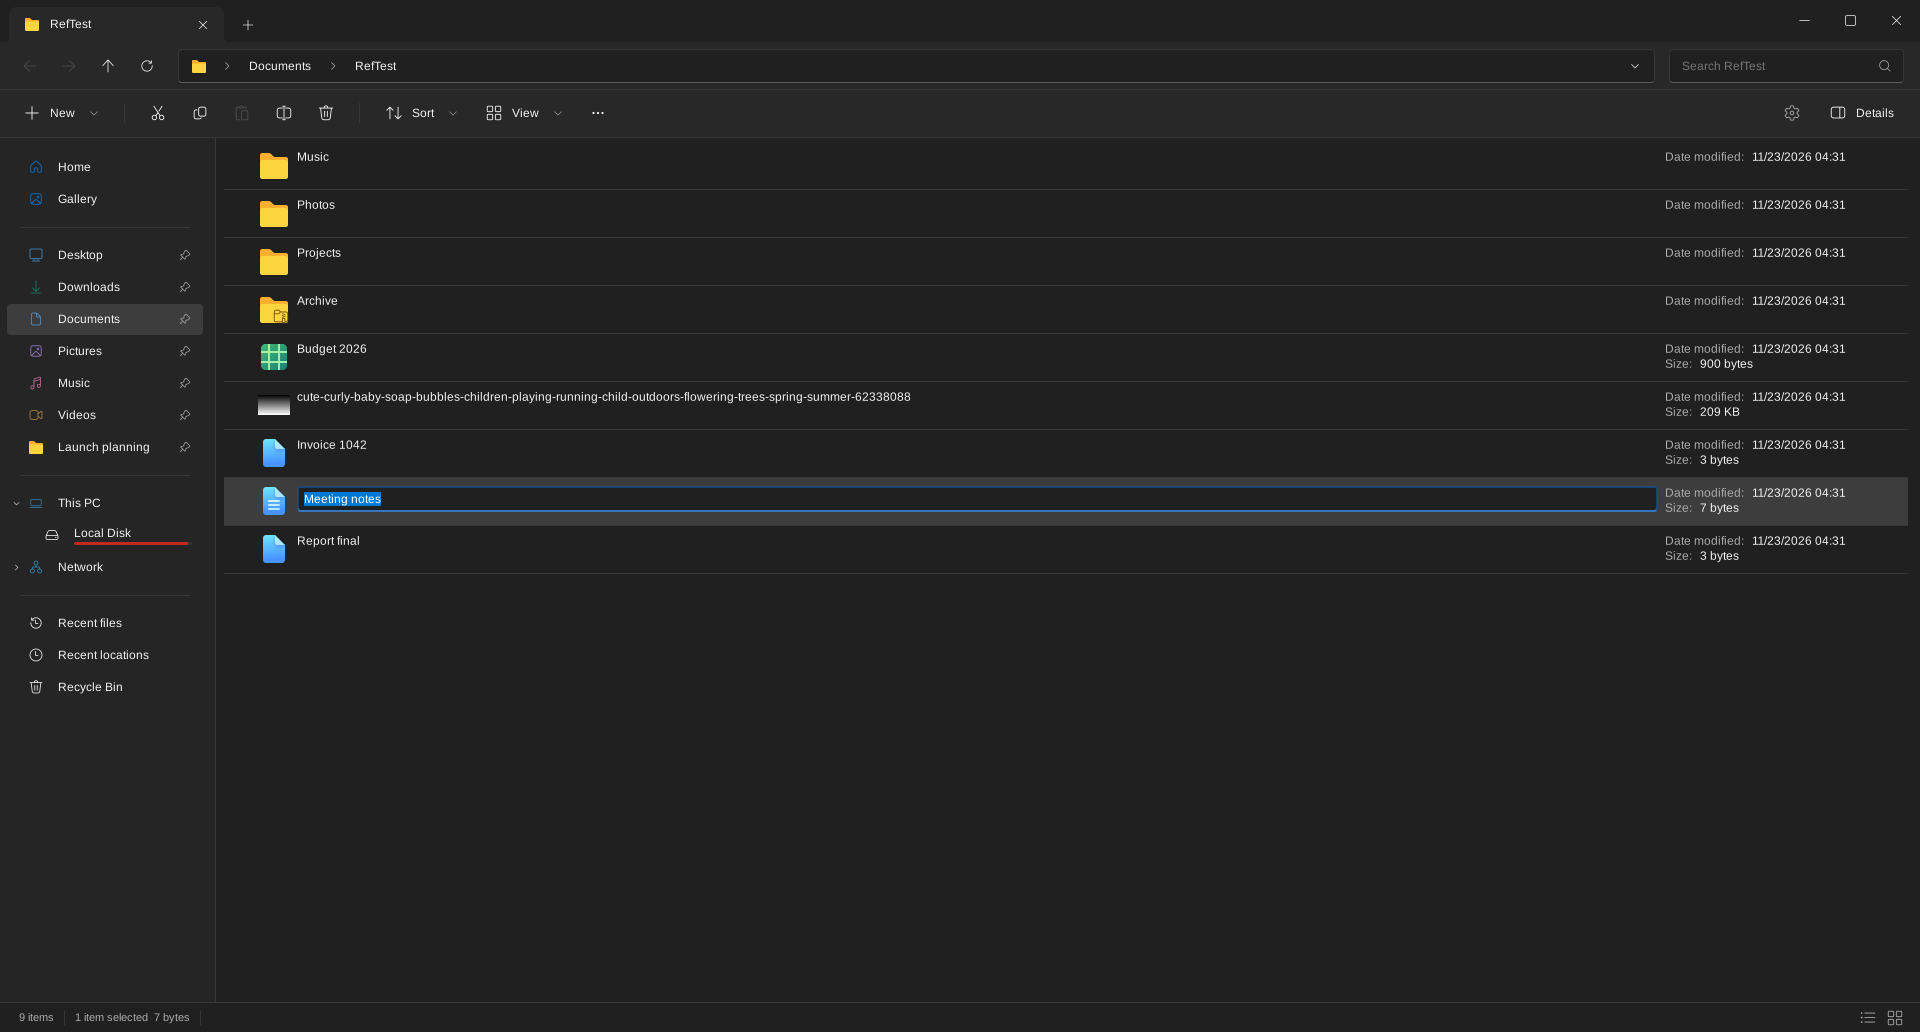 RefTest
Documents
RefTest
Search RefTest
New
Sort
View
Details
Home
Gallery
Desktop
Downloads
Documents
Pictures
Music
Videos
Launch planning
This PC
Local Disk
Network
Recent files
Recent locations
Recycle Bin
Music
Date modified: 11/23/2026 04:31
Photos
Date modified: 11/23/2026 04:31
Projects
Date modified: 11/23/2026 04:31
Archive
Date modified: 11/23/2026 04:31
Budget 2026
Date modified: 11/23/2026 04:31
Size: 900 bytes
cute-curly-baby-soap-bubbles-children-playing-running-child-outdoors-flowering-trees-spring-summer-62338088
Date modified: 11/23/2026 04:31
Size: 209 KB
Invoice 1042
Date modified: 11/23/2026 04:31
Size: 3 bytes
Meeting notes
Date modified: 11/23/2026 04:31
Size: 7 bytes
Report final
Date modified: 11/23/2026 04:31
Size: 3 bytes
9 items
1 item selected 7 bytes